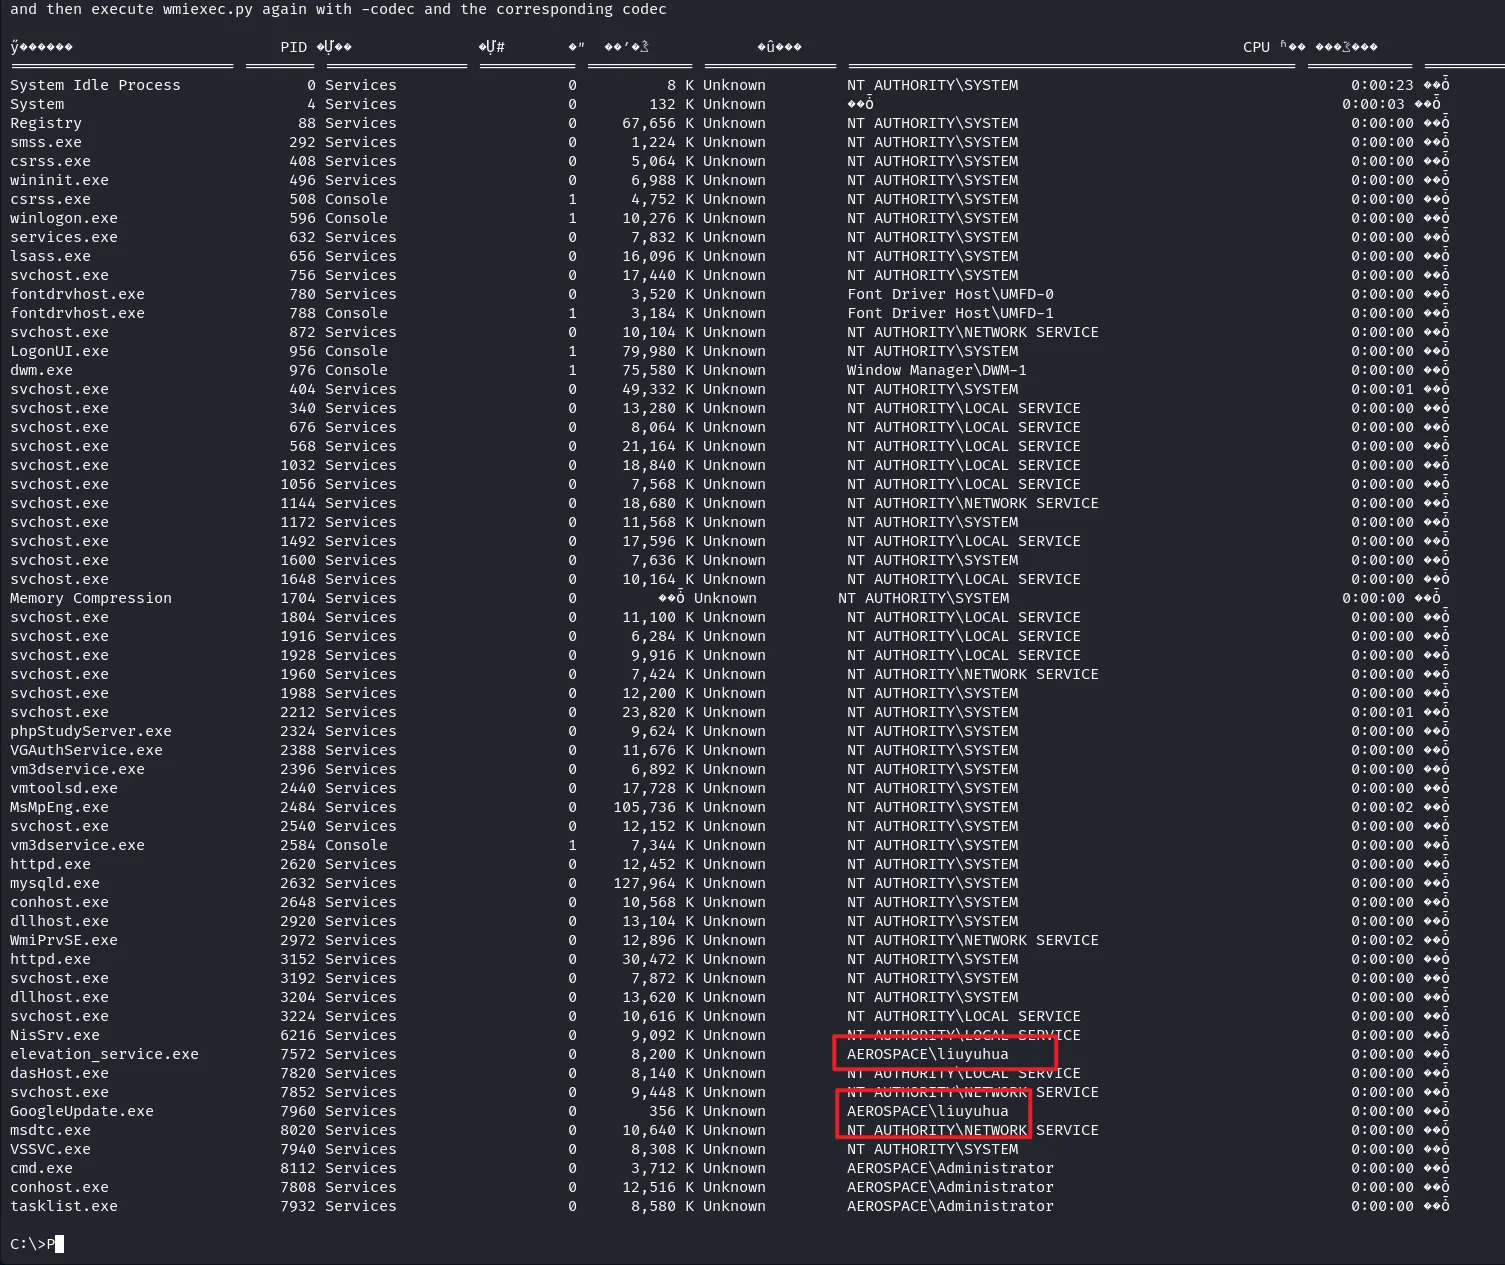 and then execute wmiexec.py again with -codec and the corresponding codec
PID CPU
System Idle Process 0 Services 0 8 K Unknown NT AUTHORITY\SYSTEM 0:00:23
System 4 Services 0 132 K Unknown 0:00:03
Registry 88 Services 0 67,656 K Unknown NT AUTHORITY\SYSTEM 0:00:00
smss.exe 292 Services 0 1,224 K Unknown NT AUTHORITY\SYSTEM 0:00:00
csrss.exe 408 Services 0 5,064 K Unknown NT AUTHORITY\SYSTEM 0:00:00
wininit.exe 496 Services 0 6,988 K Unknown NT AUTHORITY\SYSTEM 0:00:00
csrss.exe 508 Console 1 4,752 K Unknown NT AUTHORITY\SYSTEM 0:00:00
winlogon.exe 596 Console 1 10,276 K Unknown NT AUTHORITY\SYSTEM 0:00:00
services.exe 632 Services 0 7,832 K Unknown NT AUTHORITY\SYSTEM 0:00:00
lsass.exe 656 Services 0 16,096 K Unknown NT AUTHORITY\SYSTEM 0:00:00
svchost.exe 756 Services 0 17,440 K Unknown NT AUTHORITY\SYSTEM 0:00:00
fontdrvhost.exe 780 Services 0 3,520 K Unknown Font Driver Host\UMFD-0 0:00:00
fontdrvhost.exe 788 Console 1 3,184 K Unknown Font Driver Host\UMFD-1 0:00:00
svchost.exe 872 Services 0 10,104 K Unknown NT AUTHORITY\NETWORK SERVICE 0:00:00
LogonUI.exe 956 Console 1 79,980 K Unknown NT AUTHORITY\SYSTEM 0:00:00
dwm.exe 976 Console 1 75,580 K Unknown Window Manager\DWM-1 0:00:00
svchost.exe 404 Services 0 49,332 K Unknown NT AUTHORITY\SYSTEM 0:00:01
svchost.exe 340 Services 0 13,280 K Unknown NT AUTHORITY\LOCAL SERVICE 0:00:00
svchost.exe 676 Services 0 8,064 K Unknown NT AUTHORITY\LOCAL SERVICE 0:00:00
svchost.exe 568 Services 0 21,164 K Unknown NT AUTHORITY\LOCAL SERVICE 0:00:00
svchost.exe 1032 Services 0 18,840 K Unknown NT AUTHORITY\LOCAL SERVICE 0:00:00
svchost.exe 1056 Services 0 7,568 K Unknown NT AUTHORITY\LOCAL SERVICE 0:00:00
svchost.exe 1144 Services 0 18,680 K Unknown NT AUTHORITY\NETWORK SERVICE 0:00:00
svchost.exe 1172 Services 0 11,568 K Unknown NT AUTHORITY\SYSTEM 0:00:00
svchost.exe 1492 Services 0 17,596 K Unknown NT AUTHORITY\LOCAL SERVICE 0:00:00
svchost.exe 1600 Services 0 7,636 K Unknown NT AUTHORITY\SYSTEM 0:00:00
svchost.exe 1648 Services 0 10,164 K Unknown NT AUTHORITY\LOCAL SERVICE 0:00:00
Memory Compression 1704 Services 0 Unknown NT AUTHORITY\SYSTEM 0:00:00
svchost.exe 1804 Services 0 11,100 K Unknown NT AUTHORITY\LOCAL SERVICE 0:00:00
svchost.exe 1916 Services 0 6,284 K Unknown NT AUTHORITY\LOCAL SERVICE 0:00:00
svchost.exe 1928 Services 0 9,916 K Unknown NT AUTHORITY\LOCAL SERVICE 0:00:00
svchost.exe 1960 Services 0 7,424 K Unknown NT AUTHORITY\NETWORK SERVICE 0:00:00
svchost.exe 1988 Services 0 12,200 K Unknown NT AUTHORITY\SYSTEM 0:00:00
svchost.exe 2212 Services 0 23,820 K Unknown NT AUTHORITY\SYSTEM 0:00:01
phpStudyServer.exe 2324 Services 0 9,624 K Unknown NT AUTHORITY\SYSTEM 0:00:00
VGAuthService.exe 2388 Services 0 11,676 K Unknown NT AUTHORITY\SYSTEM 0:00:00
vm3dservice.exe 2396 Services 0 6,892 K Unknown NT AUTHORITY\SYSTEM 0:00:00
vmtoolsd.exe 2440 Services 0 17,728 K Unknown NT AUTHORITY\SYSTEM 0:00:00
MsMpEng.exe 2484 Services 0 105,736 K Unknown NT AUTHORITY\SYSTEM 0:00:02
svchost.exe 2540 Services 0 12,152 K Unknown NT AUTHORITY\SYSTEM 0:00:00
vm3dservice.exe 2584 Console 1 7,344 K Unknown NT AUTHORITY\SYSTEM 0:00:00
httpd.exe 2620 Services 0 12,452 K Unknown NT AUTHORITY\SYSTEM 0:00:00
mysqld.exe 2632 Services 0 127,964 K Unknown NT AUTHORITY\SYSTEM 0:00:00
conhost.exe 2648 Services 0 10,568 K Unknown NT AUTHORITY\SYSTEM 0:00:00
dllhost.exe 2920 Services 0 13,104 K Unknown NT AUTHORITY\SYSTEM 0:00:00
WmiPrvSE.exe 2972 Services 0 12,896 K Unknown NT AUTHORITY\NETWORK SERVICE 0:00:02
httpd.exe 3152 Services 0 30,472 K Unknown NT AUTHORITY\SYSTEM 0:00:00
svchost.exe 3192 Services 0 7,872 K Unknown NT AUTHORITY\SYSTEM 0:00:00
dllhost.exe 3204 Services 0 13,620 K Unknown NT AUTHORITY\SYSTEM 0:00:00
svchost.exe 3224 Services 0 10,616 K Unknown NT AUTHORITY\LOCAL SERVICE 0:00:00
NisSrv.exe 6216 Services 0 9,092 K Unknown NT AUTHORITY\LOCAL SERVICE 0:00:00
elevation_service.exe 7572 Services 0 8,200 K Unknown AEROSPACE\liuyuhua 0:00:00
dasHost.exe 7820 Services 0 8,140 K Unknown NT AUTHORITY\LOCAL SERVICE 0:00:00
svchost.exe 7852 Services 0 9,448 K Unknown NT AUTHORITY\NETWORK SERVICE 0:00:00
GoogleUpdate.exe 7960 Services 0 356 K Unknown AEROSPACE\liuyuhua 0:00:00
msdtc.exe 8020 Services 0 10,640 K Unknown NT AUTHORITY\NETWORK SERVICE 0:00:00
VSSVC.exe 7940 Services 0 8,308 K Unknown NT AUTHORITY\SYSTEM 0:00:00
cmd.exe 8112 Services 0 3,712 K Unknown AEROSPACE\Administrator 0:00:00
conhost.exe 7808 Services 0 12,516 K Unknown AEROSPACE\Administrator 0:00:00
tasklist.exe 7932 Services 0 8,580 K Unknown AEROSPACE\Administrator 0:00:00
C:\>P